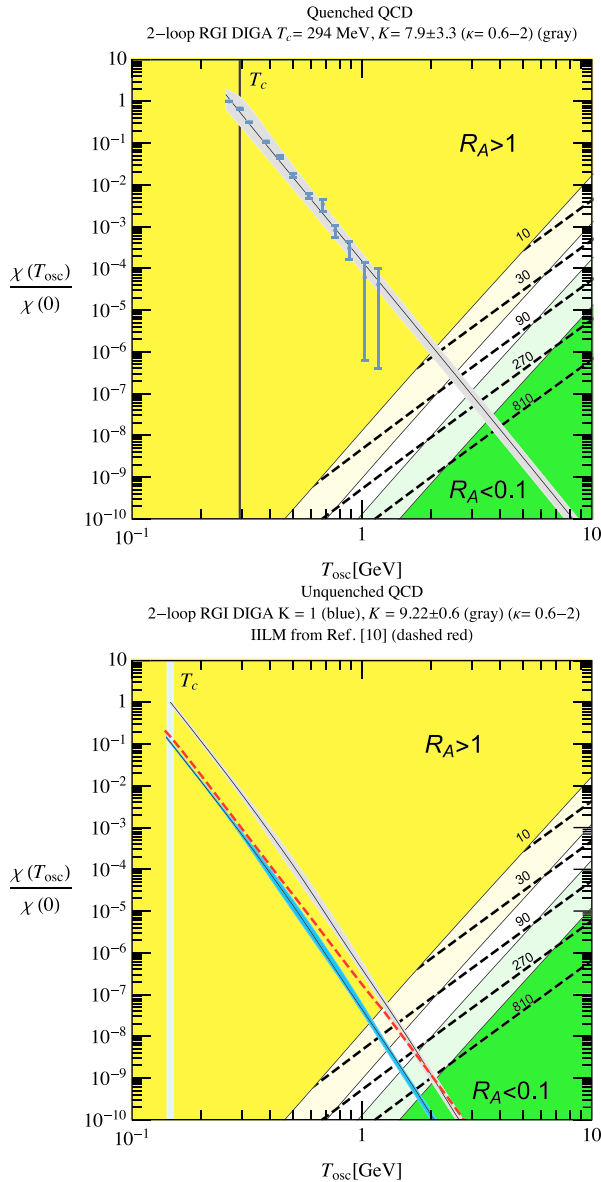 Quenched QCD
2-loop RGI DIGA T_c = 294 MeV, K = 7.9±3.3 (κ= 0.6-2) (gray)
10
T_c
1
10^-1
R_A>1
10^-2
10^-3
10
χ(T_osc)
χ(0)
10^-4
30
10^-5
90
10^-6
270
10^-7
810
10^-8
10^-9
R_A<0.1
10^-10
10^-1
1
10
T_osc[GeV]
Unquenched QCD
2-loop RGI DIGA K = 1 (blue), K = 9.22±0.6 (gray) (κ= 0.6-2)
IILM from Ref. [10] (dashed red)
10
T_c
1
10^-1
R_A>1
10^-2
10^-3
10
χ(T_osc)
χ(0)
10^-4
30
10^-5
90
10^-6
270
10^-7
810
10^-8
10^-9
R_A<0.1
10^-10
10^-1
1
10
T_osc[GeV]